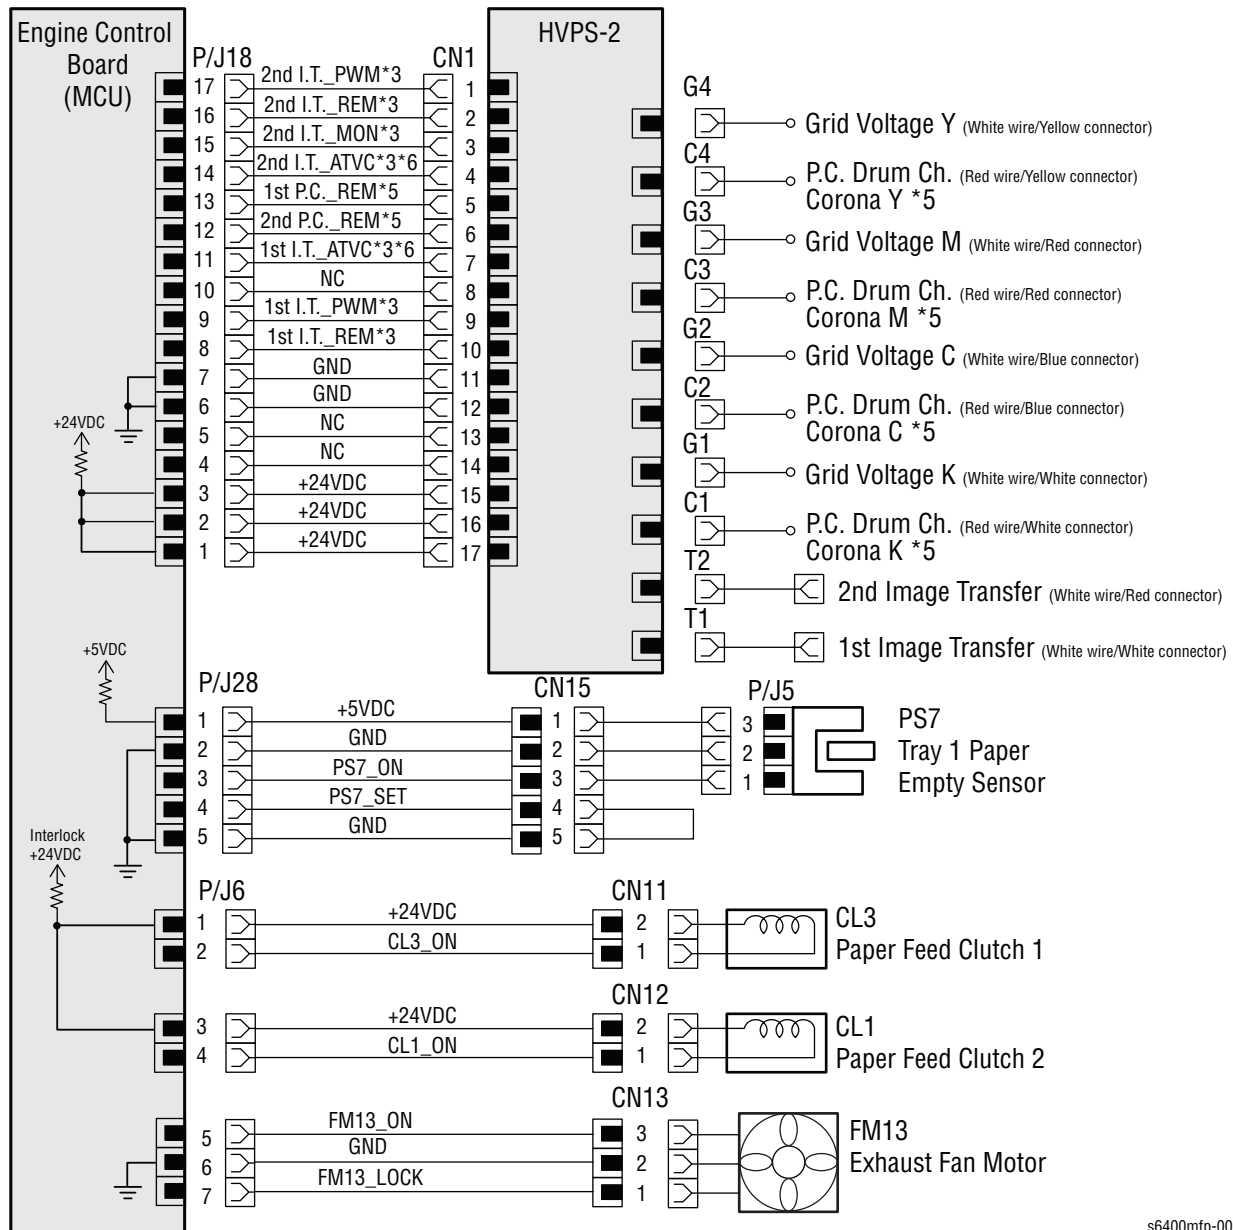 Engine Control
Board
(MCU)
HVPS-2
P/J18
CN1
17 2nd I.T._PWM*3 1
16 2nd I.T._REM*3 2
15 2nd I.T._MON*3 3
14 2nd I.T._ATVC*3*6 4
13 1st P.C._REM*5 5
12 2nd P.C._REM*5 6
11 1st I.T._ATVC*3*6 7
10 NC 8
9 1st I.T._PWM*3 9
8 1st I.T._REM*3 10
7 GND 11
6 GND 12
5 NC 13
4 NC 14
3 +24VDC 15
2 +24VDC 16
1 +24VDC 17
+24VDC
G4
Grid Voltage Y (White wire/Yellow connector)
C4
P.C. Drum Ch. (Red wire/Yellow connector)
Corona Y *5
G3
Grid Voltage M (White wire/Red connector)
C3
P.C. Drum Ch. (Red wire/Red connector)
Corona M *5
G2
Grid Voltage C (White wire/Blue connector)
C2
P.C. Drum Ch. (Red wire/Blue connector)
Corona C *5
G1
Grid Voltage K (White wire/White connector)
C1
P.C. Drum Ch. (Red wire/White connector)
Corona K *5
T2
2nd Image Transfer (White wire/Red connector)
T1
1st Image Transfer (White wire/White connector)
+5VDC
P/J28
CN15
P/J5
1 +5VDC 1 3
2 GND 2 2
3 PS7_ON 3 1
4 PS7_SET 4
5 GND 5
PS7
Tray 1 Paper
Empty Sensor
Interlock
+24VDC
P/J6
CN11
1 +24VDC 2
2 CL3_ON 1
CL3
Paper Feed Clutch 1
CN12
3 +24VDC 2
4 CL1_ON 1
CL1
Paper Feed Clutch 2
CN13
5 FM13_ON 3
6 GND 2
7 FM13_LOCK 1
FM13
Exhaust Fan Motor
s6400mfp-00